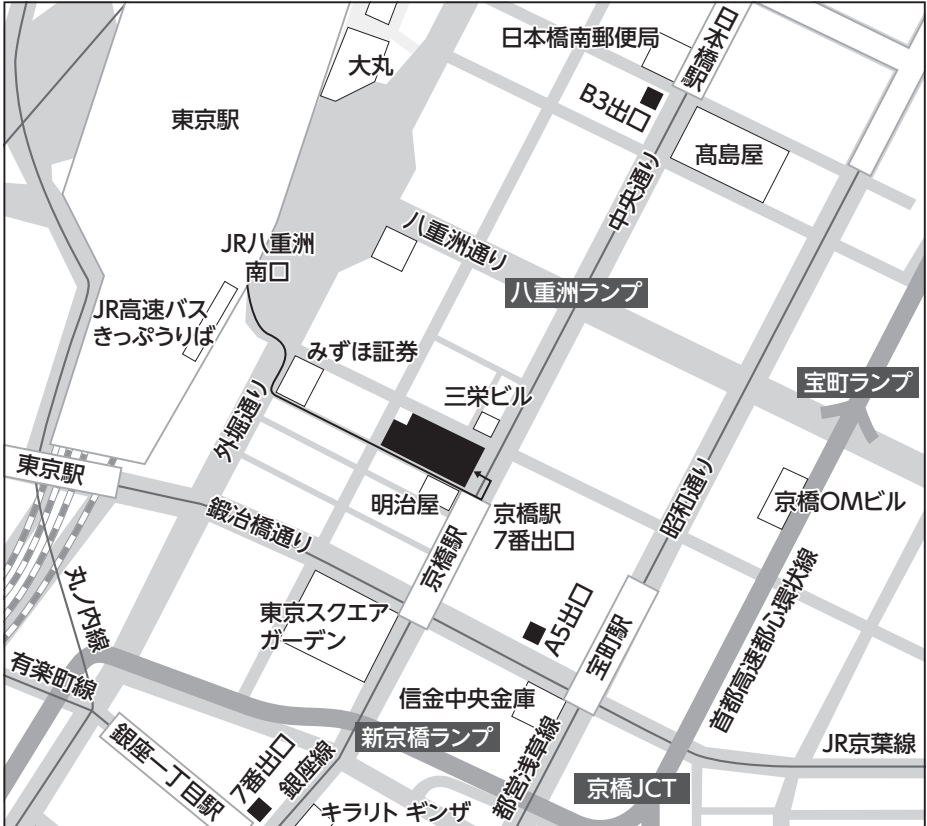 日本橋駅
日本橋南郵便局
大丸
B3出口
東京駅
髙島屋
中央通り
八重洲通り
JR八重洲
南口
八重洲ランプ
JR高速バス
きっぷうりば
みずほ証券
宝町ランプ
三栄ビル
外堀通り
東京駅
昭和通り
京橋OMビル
明治屋
京橋駅
7番出口
鍛冶橋通り
京橋駅
丸ノ内線
東京スクエア
ガーデン
A5出口
宝町駅
首都高速都心環状線
有楽町線
信金中央金庫
新京橋ランプ
JR京葉線
銀座一丁目駅
7番出口
銀座線
都営浅草線
京橋JCT
キラリト ギンザ